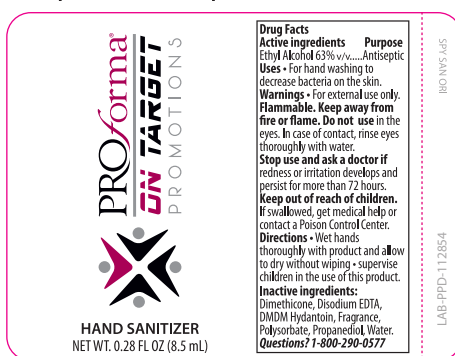 PROforma®
ON TARGET
PROMOTIONS
HAND SANITIZER
NET WT. 0.28 FL OZ (8.5 mL)
Drug Facts
Active ingredients Purpose
Ethyl Alcohol 63% v/v.....Antiseptic
Uses • For hand washing to
decrease bacteria on the skin.
Warnings • For external use only.
Flammable. Keep away from
fire or flame. Do not use in the
eyes. In case of contact, rinse eyes
thoroughly with water.
Stop use and ask a doctor if
redness or irritation develops and
persist for more than 72 hours.
Keep out of reach of children.
If swallowed, get medical help or
contact a Poison Control Center.
Directions • Wet hands
thoroughly with product and allow
to dry without wiping • supervise
children in the use of this product.
Inactive ingredients:
Dimethicone, Disodium EDTA,
DMDM Hydantoin, Fragrance,
Polysorbate, Propanediol, Water.
Questions? 1-800-290-0577
SPY SAN ORI
LAB-PPD-112854